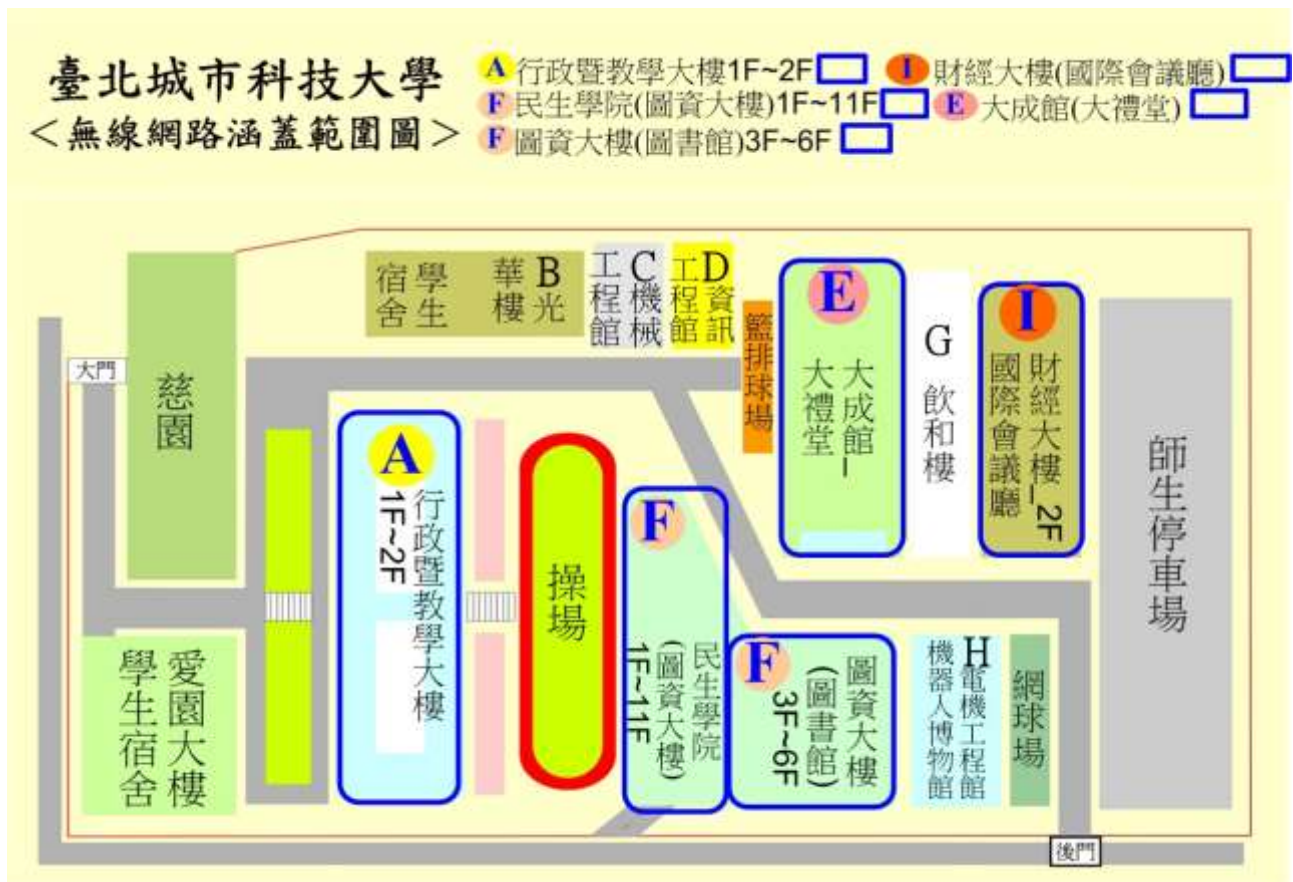 臺北城市科技大學
<無線網路涵蓋範圍圖>
A 行政暨教學大樓1F~2F
I 財經大樓(國際會議廳)
F 民生學院(圖資大樓)1F~11F
E 大成館(大禮堂)
F 圖資大樓(圖書館)3F~6F
大門
慈園
B光華樓
學生宿舍
C機械工程館
D資訊工程館
籃排球場
E
大成館_
大禮堂
G 飲和樓
I
財經大樓_2F
國際會議廳
師生停車場
A
行政暨教學大樓
1F~2F
操場
F
民生學院
(圖資大樓)
1F~11F
F
圖資大樓
(圖書館)
3F~6F
H電機工程館
機器人博物館
網球場
愛園大樓
學生宿舍
後門